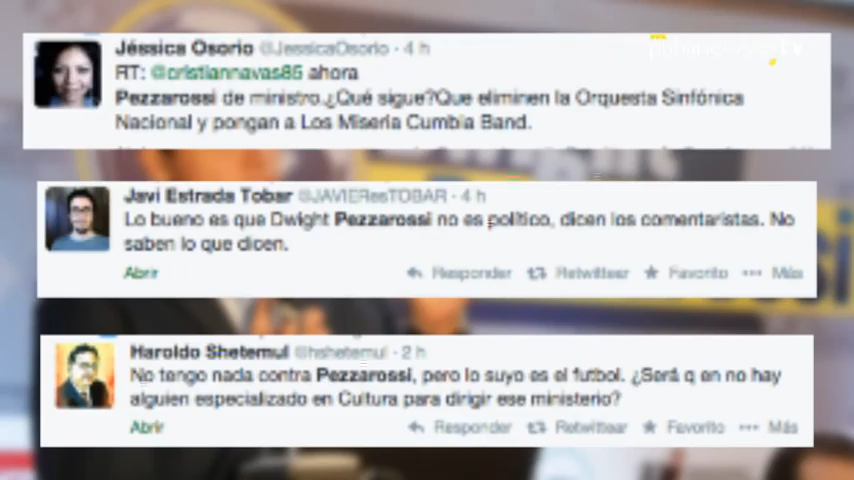 Jéssica Osorio @JessicaOsorio · 4 h
RT: @cristiannavas85 ahora
Pezzarossi de ministro.¿Qué sigue?Que eliminen la Orquesta Sinfónica
Nacional y pongan a Los Miseria Cumbia Band.
Javi Estrada Tobar @JAVIEResTOBAR · 4 h
Lo bueno es que Dwight Pezzarossi no es político, dicen los comentaristas. No
saben lo que dicen.
Abrir Responder Retwittear Favorito Más
Haroldo Shetemul @hshetemul · 2 h
No tengo nada contra Pezzarossi, pero lo suyo es el futbol. ¿Será q en no hay
alguien especializado en Cultura para dirigir ese ministerio?
Abrir Responder Retwittear Favorito Más